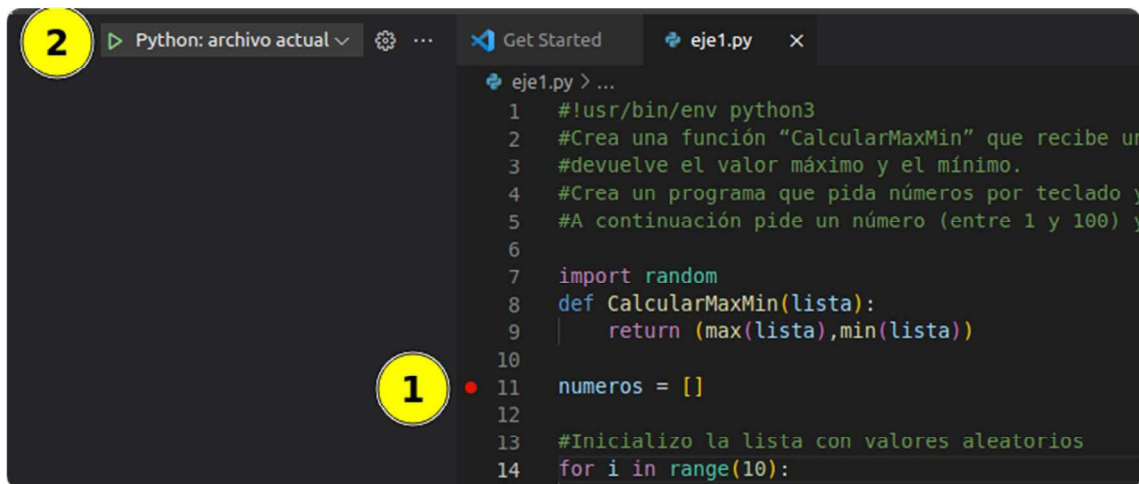 2 Python: archivo actual ... Get Started eje1.py ×
eje1.py > ...
1 #!usr/bin/env python3
2 #Crea una función “CalcularMaxMin” que recibe
3 #devuelve el valor máximo y el mínimo.
4 #Crea un programa que pida números por teclado
5 #A continuación pide un número (entre 1 y 100)
6
7 import random
8 def CalcularMaxMin(lista):
9 return (max(lista),min(lista))
10
1 11 numeros = []
12
13 #Inicializo la lista con valores aleatorios
14 for i in range(10):